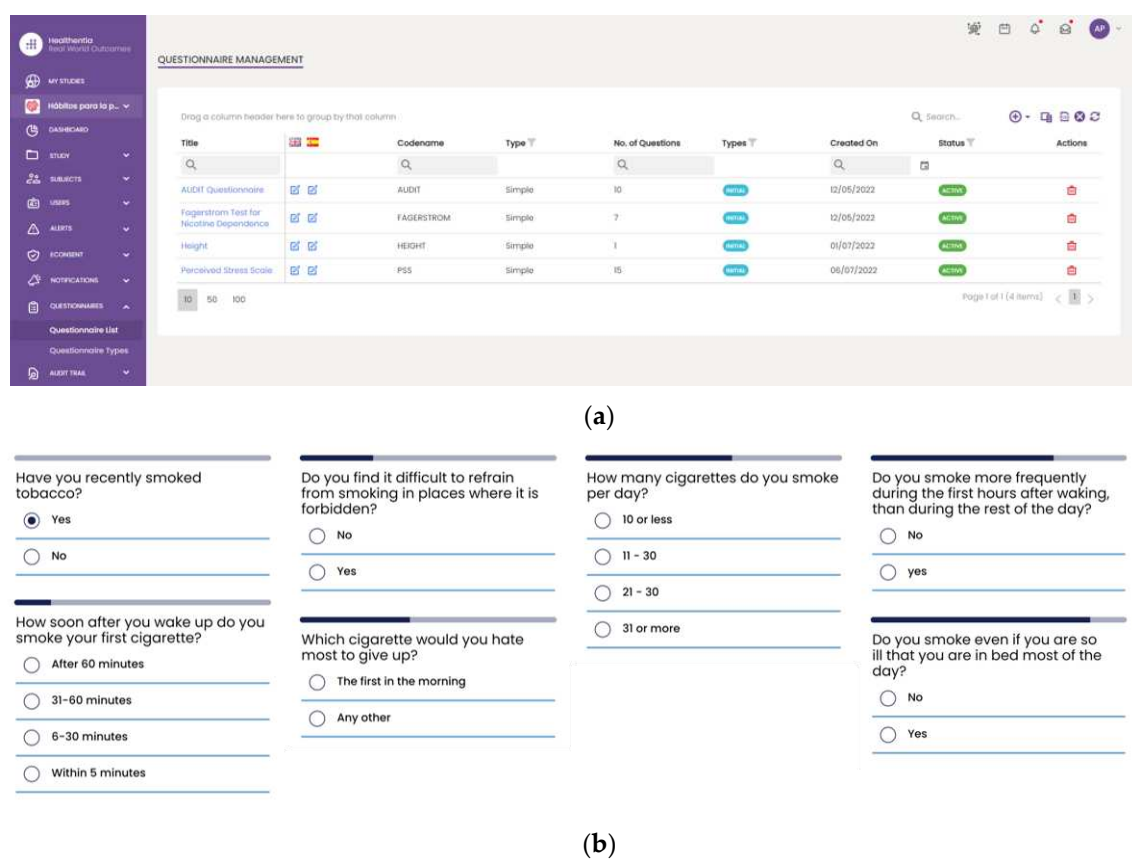 Healthentia
Real World Outcomes
AP
QUESTIONNAIRE MANAGEMENT
MY STUDIES
Hábitos para la p...
DASHBOARD
STUDY
SUBJECTS
USERS
ALERTS
ECONSENT
NOTIFICATIONS
QUESTIONNAIRES
Questionnaire List
Questionnaire Types
AUDIT TRAIL
Drag a column header here to group by that column
Search...
Title Codename Type No. of Questions Types Created On Status Actions
AUDIT Questionnaire AUDIT Simple 10 INITIAL 12/05/2022 ACTIVE
Fagerstrom Test for
Nicotine Dependence FAGERSTROM Simple 7 INITIAL 12/05/2022 ACTIVE
Height HEIGHT Simple 1 INITIAL 01/07/2022 ACTIVE
Perceived Stress Scale PSS Simple 15 INITIAL 06/07/2022 ACTIVE
10 50 100
Page 1 of 1 (4 items) 1
(a)
Have you recently smoked
tobacco?
Yes
No
How soon after you wake up do you
smoke your first cigarette?
After 60 minutes
31-60 minutes
6-30 minutes
Within 5 minutes
Do you find it difficult to refrain
from smoking in places where it is
forbidden?
No
Yes
Which cigarette would you hate
most to give up?
The first in the morning
Any other
How many cigarettes do you smoke
per day?
10 or less
11 - 30
21 - 30
31 or more
Do you smoke more frequently
during the first hours after waking,
than during the rest of the day?
No
yes
Do you smoke even if you are so
ill that you are in bed most of the
day?
No
Yes
(b)